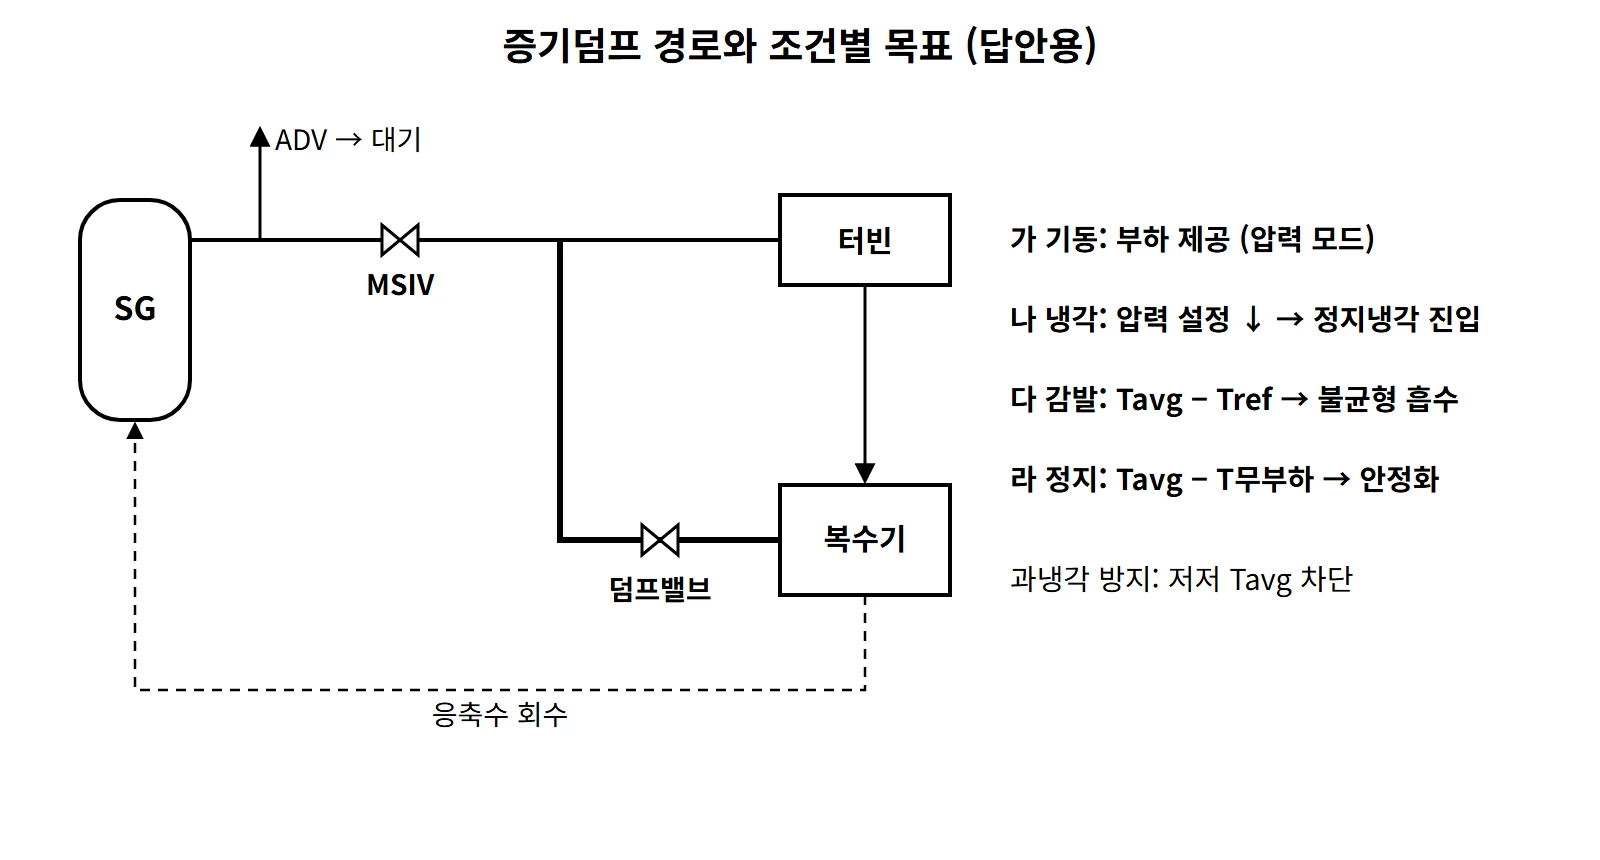 증기덤프 경로와 조건별 목표 (답안용)
ADV → 대기
SG
MSIV
터빈
복수기
덤프밸브
응축수 회수
가 기동: 부하 제공 (압력 모드)
나 냉각: 압력 설정 ↓ → 정지냉각 진입
다 감발: Tavg − Tref → 불균형 흡수
라 정지: Tavg − T무부하 → 안정화
과냉각 방지: 저저 Tavg 차단